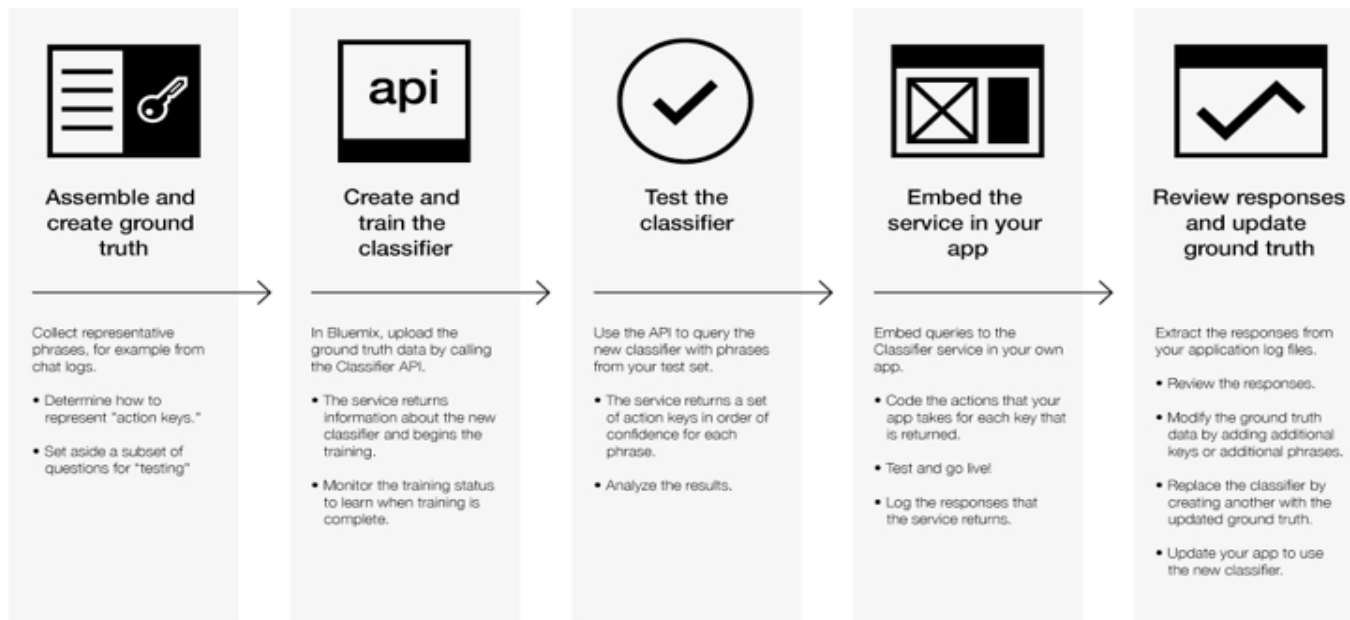 Assemble and
create ground
truth
Collect representative
phrases, for example from
chat logs.
• Determine how to
represent "action keys."
• Set aside a subset of
questions for "testing"
api
Create and
train the
classifier
In Bluemix, upload the
ground truth data by calling
the Classifier API.
• The service returns
information about the new
classifier and begins the
training.
• Monitor the training status
to learn when training is
complete.
Test the
classifier
Use the API to query the
new classifier with phrases
from your test set.
• The service returns a set
of action keys in order of
confidence for each
phrase.
• Analyze the results.
Embed the
service in your
app
Embed queries to the
Classifier service in your own
app.
• Code the actions that your
app takes for each key that
is returned.
• Test and go live!
• Log the responses that
the service returns.
Review responses
and update
ground truth
Extract the responses from
your application log files.
• Review the responses.
• Modify the ground truth
data by adding additional
keys or additional phrases.
• Replace the classifier by
creating another with the
updated ground truth.
• Update your app to use
the new classifier.